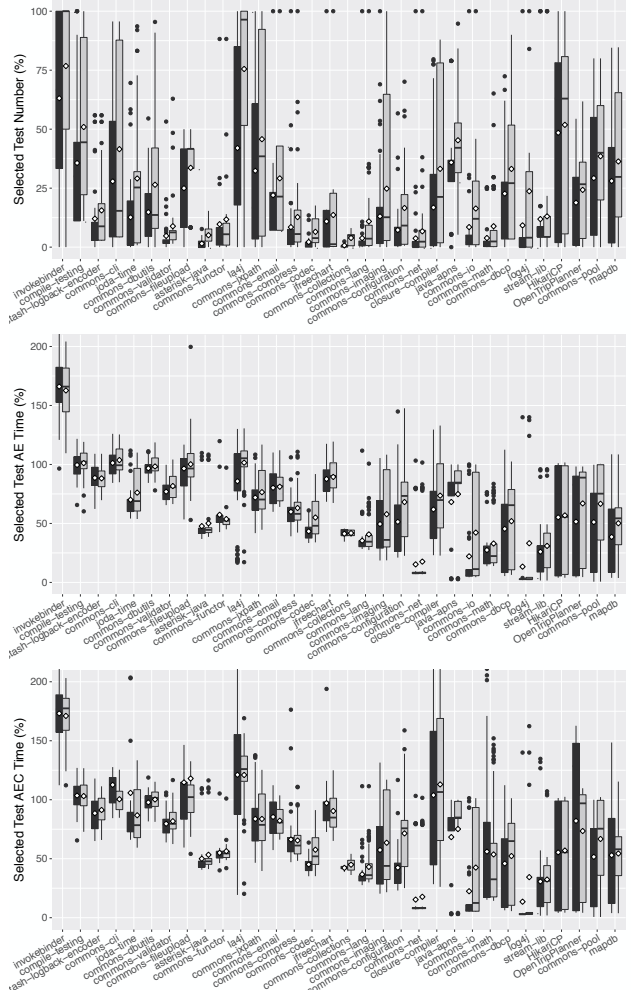 Selected Test Number (%)
100
75
50
25
0
invokebinder
compile-testing
stash-logback-encoder
commons-cli
joda-time
commons-dbutils
commons-validator
commons-fileupload
asterisk-java
commons-functor
la4j
commons-jxpath
commons-email
commons-compress
commons-codec
jfreechart
commons-collections
commons-lang
commons-imaging
commons-configuration
commons-net
closure-compiler
java-apns
commons-io
commons-math
commons-dbcp
log4j
stream-lib
HikariCP
OpenTripPlanner
commons-pool
mapdb
Selected Test AE Time (%)
200
150
100
50
0
invokebinder
compile-testing
stash-logback-encoder
commons-cli
joda-time
commons-dbutils
commons-validator
commons-fileupload
asterisk-java
commons-functor
la4j
commons-jxpath
commons-email
commons-compress
commons-codec
jfreechart
commons-collections
commons-lang
commons-imaging
commons-configuration
commons-net
closure-compiler
java-apns
commons-io
commons-math
commons-dbcp
log4j
stream-lib
HikariCP
OpenTripPlanner
commons-pool
mapdb
Selected Test AEC Time (%)
200
150
100
50
0
invokebinder
compile-testing
stash-logback-encoder
commons-cli
joda-time
commons-dbutils
commons-validator
commons-fileupload
asterisk-java
commons-functor
la4j
commons-jxpath
commons-email
commons-compress
commons-codec
jfreechart
commons-collections
commons-lang
commons-imaging
commons-configuration
commons-net
closure-compiler
java-apns
commons-io
commons-math
commons-dbcp
log4j
stream-lib
HikariCP
OpenTripPlanner
commons-pool
mapdb